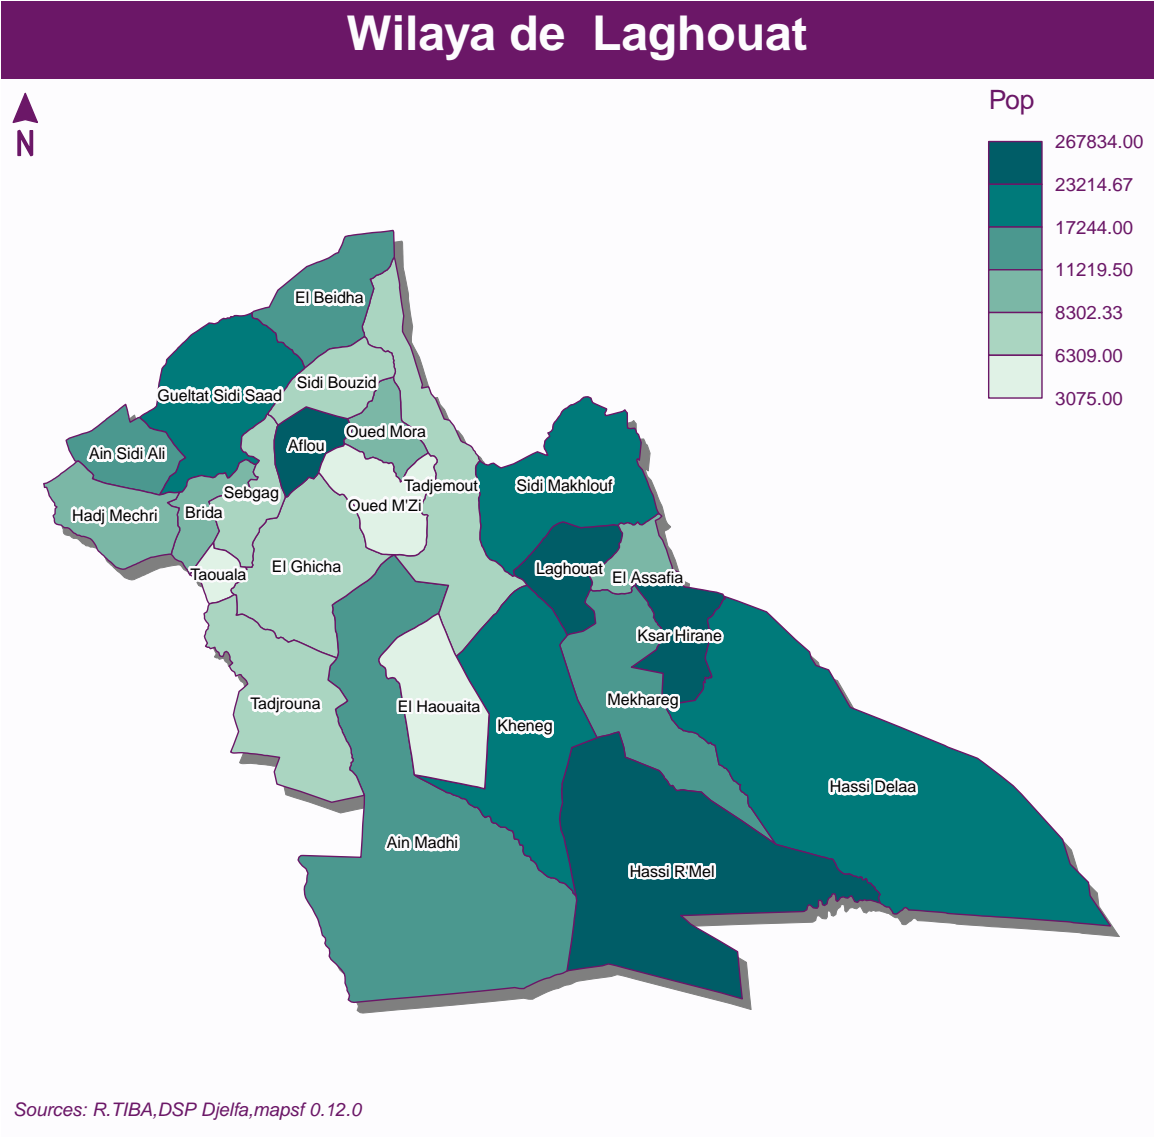 Wilaya de  Laghouat
N
Pop
267834.00
23214.67
17244.00
11219.50
8302.33
6309.00
3075.00
El Beidha
Sidi Bouzid
Gueltat Sidi Saad
Oued Mora
Aflou
Ain Sidi Ali
Tadjemout
Sidi Makhlouf
Sebgag
Oued M'Zi
Brida
Hadj Mechri
El Ghicha
Laghouat
Taouala
El Assafia
Ksar Hirane
Mekhareg
Tadjrouna
El Haouaita
Kheneg
Hassi Delaa
Ain Madhi
Hassi R'Mel
Sources: R.TIBA,DSP Djelfa,mapsf 0.12.0